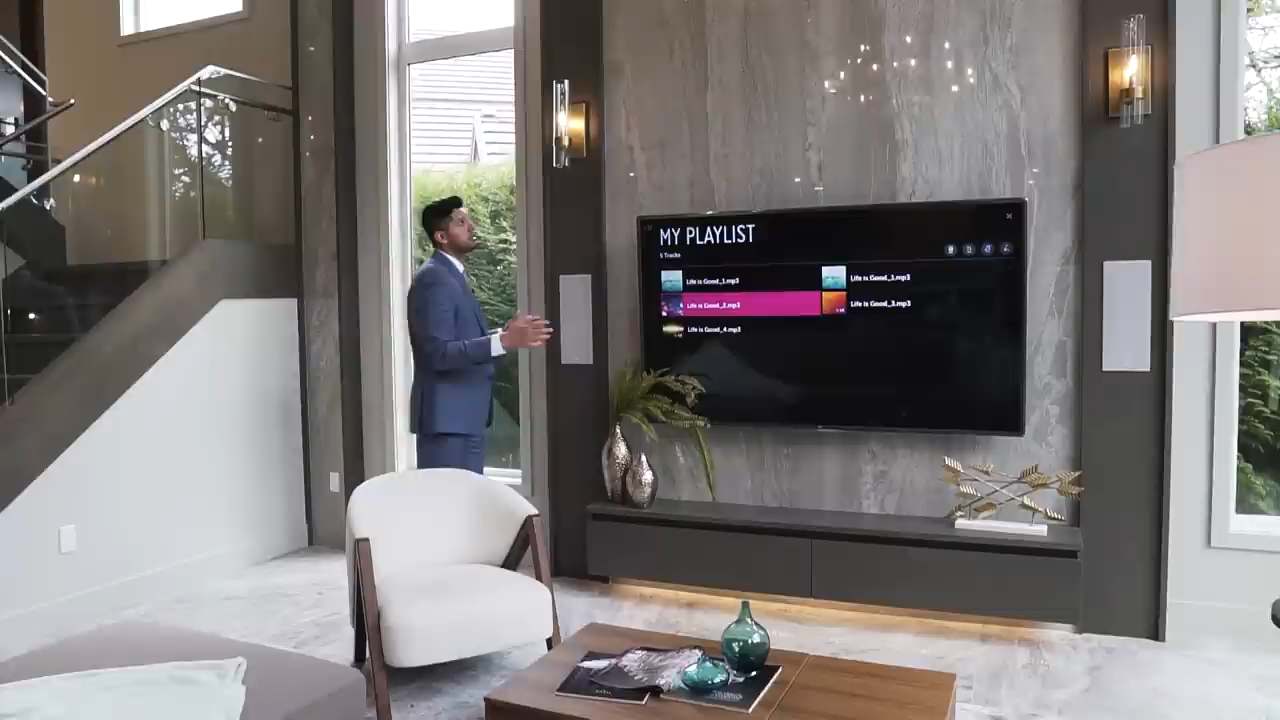 MY PLAYLIST
5 Tracks
Life is Good_1.mp3
Life is Good_1.mp3
Life is Good_2.mp3
Life is Good_3.mp3
Life is Good_4.mp3